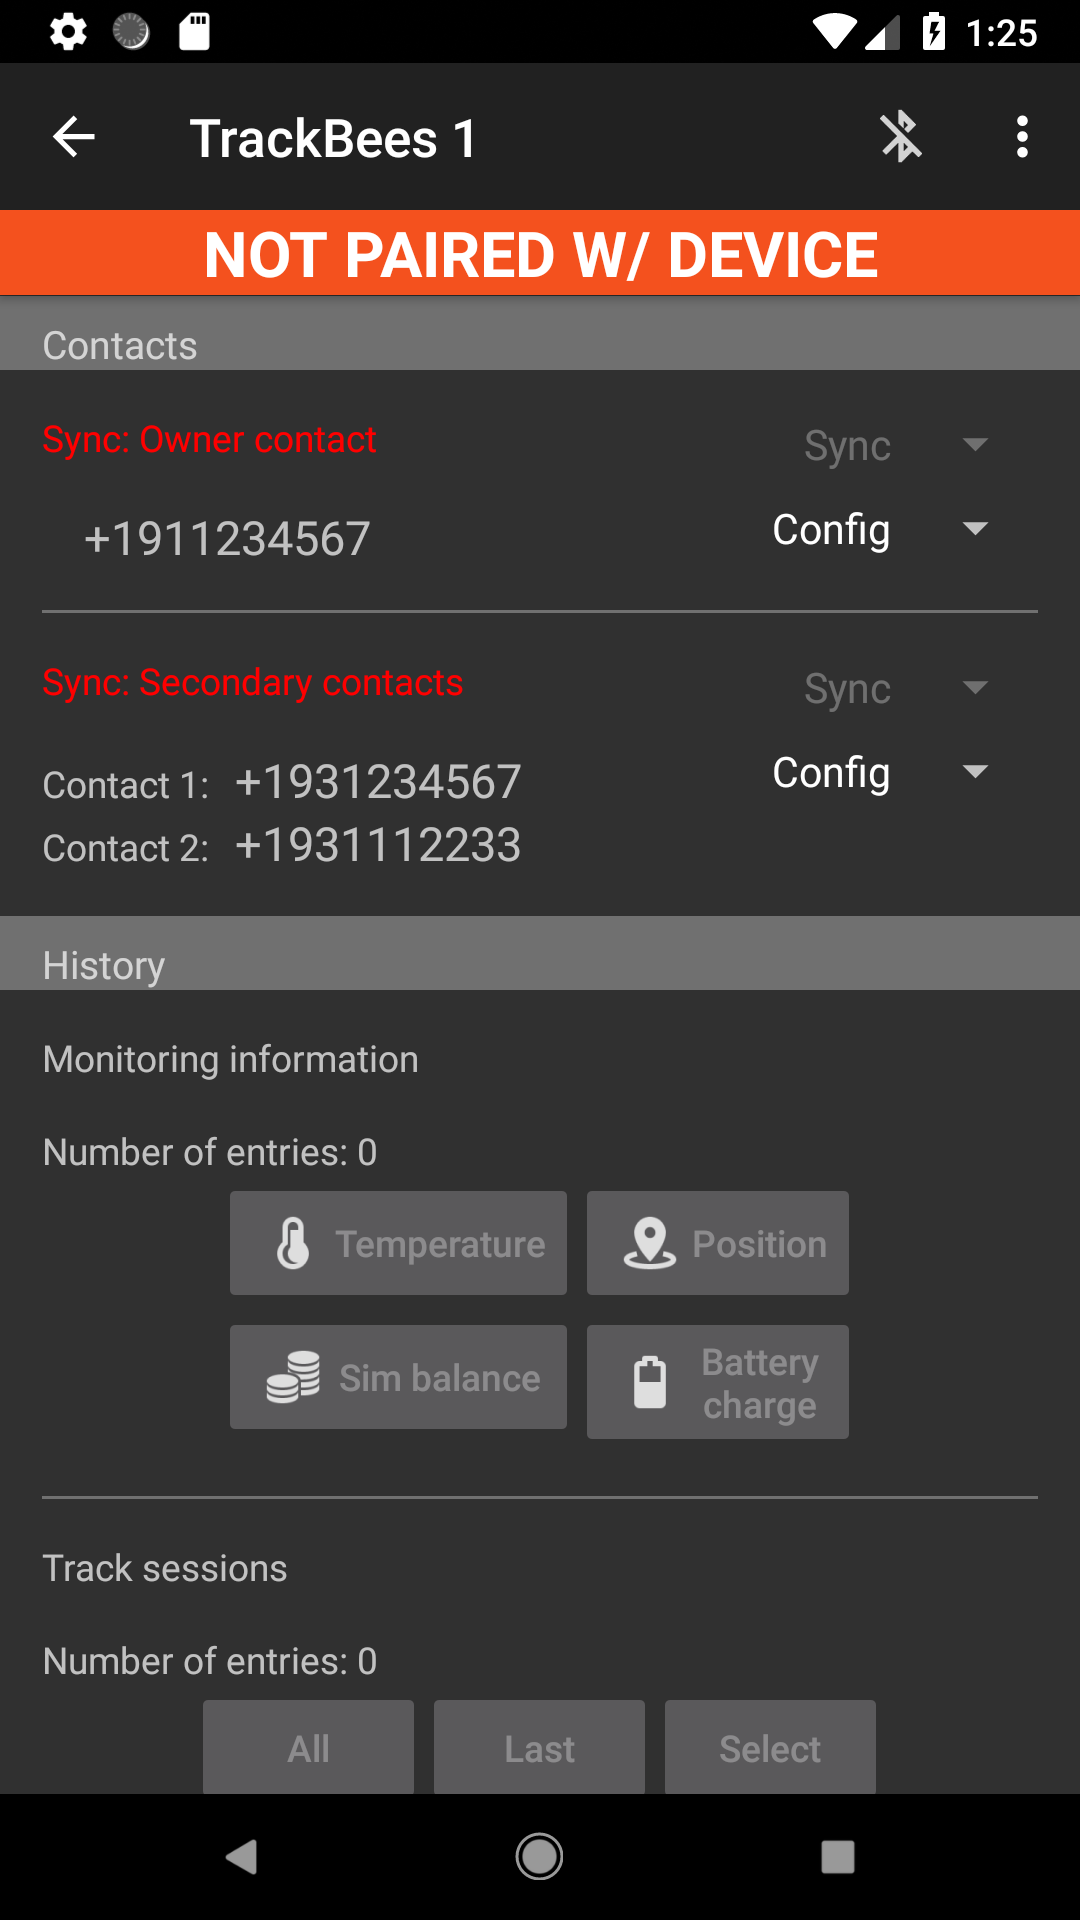 1:25
TrackBees 1
NOT PAIRED W/ DEVICE
Contacts
Sync: Owner contact
Sync
+1911234567
Config
Sync: Secondary contacts
Sync
Contact 1: +1931234567
Config
Contact 2: +1931112233
History
Monitoring information
Number of entries: 0
Temperature
Position
Sim balance
Battery
charge
Track sessions
Number of entries: 0
All
Last
Select